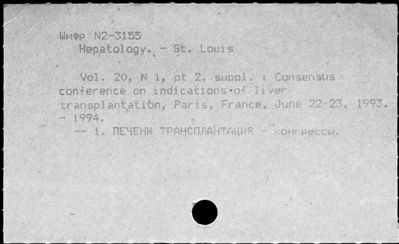 Шифр N2-3155
Hepatology. - St. Louis
Vol. 20, N 1, pt 2, suppl. : Consensus
conference on indications of liver
transplantation, Paris, France, June 22-23, 1993.
- 1994.
-- 1. ПЕЧЕНИ ТРАНСПЛАНТАЦИЯ - конгрессы.